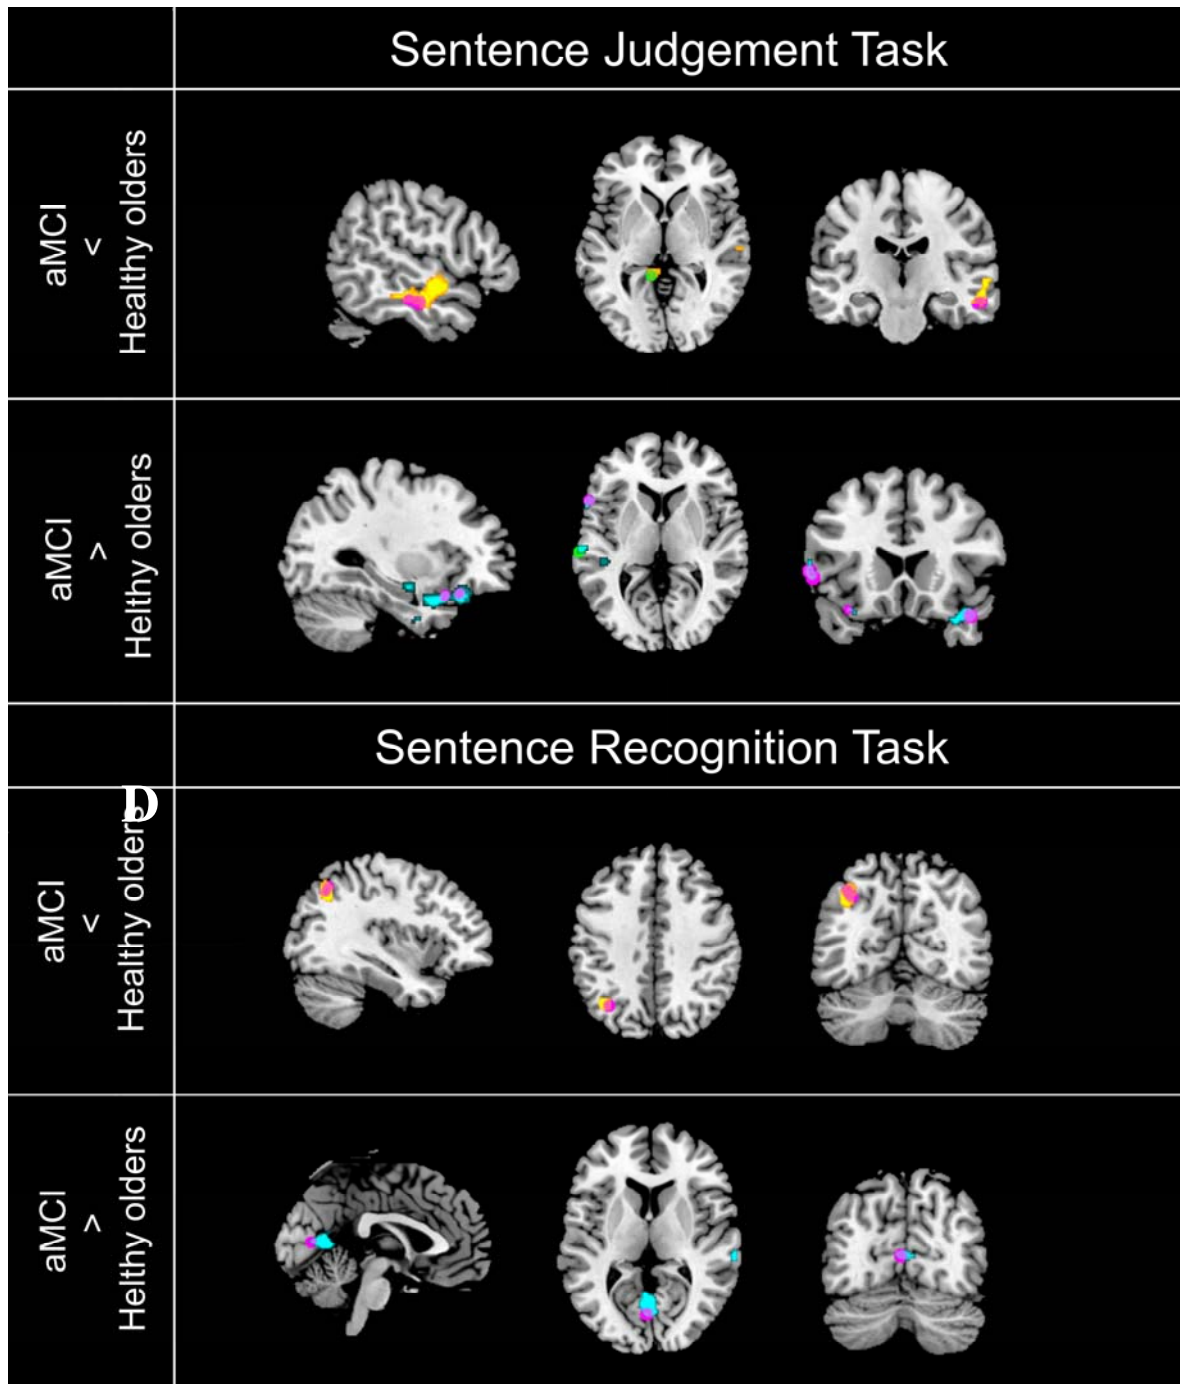 Sentence Judgement Task
aMCI
<
Healthy olders
aMCI
>
Helthy olders
Sentence Recognition Task
D
aMCI
<
Healthy olders
aMCI
>
Helthy olders